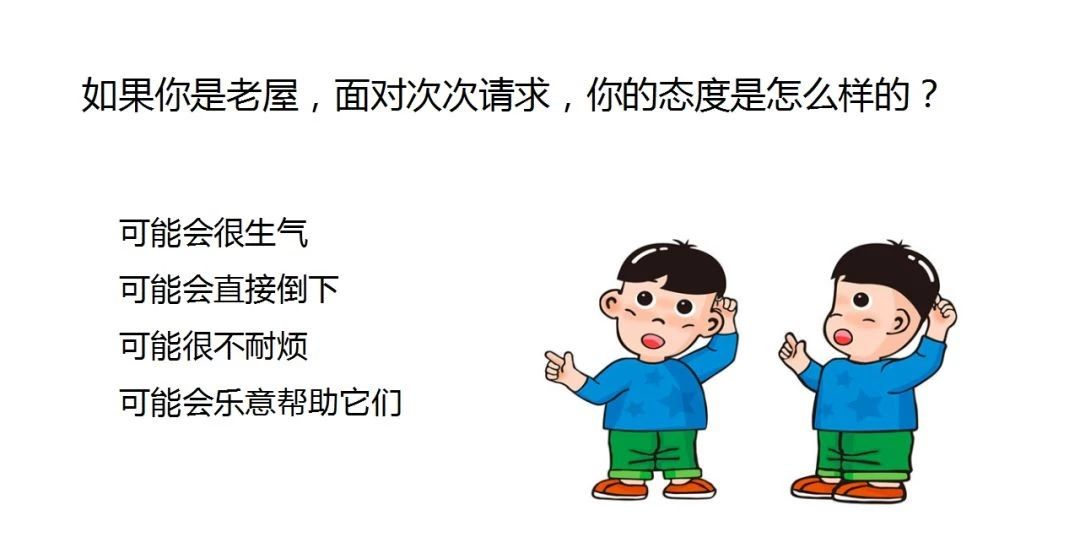 如果你是老屋，面对次次请求，你的态度是怎么样的？
可能会很生气
可能会直接倒下
可能很不耐烦
可能会乐意帮助它们